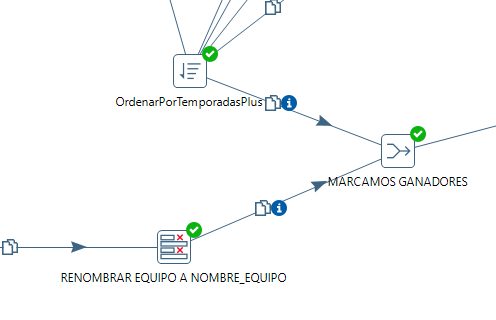 OrdenarPorTemporadasPlus
MARCAMOS GANADORES
RENOMBRAR EQUIPO A NOMBRE_EQUIPO